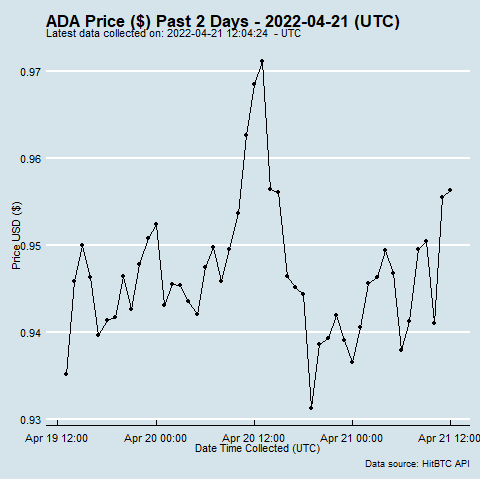 ADA Price ($) Past 2 Days - 2022-04-21 (UTC)
Latest data collected on: 2022-04-21 12:04:24 - UTC
0.97
0.96
0.95
0.94
0.93
Price USD ($)
Apr 19 12:00 Apr 20 00:00 Apr 20 12:00 Apr 21 00:00 Apr 21 12:00
Date Time Collected (UTC)
Data source: HitBTC API